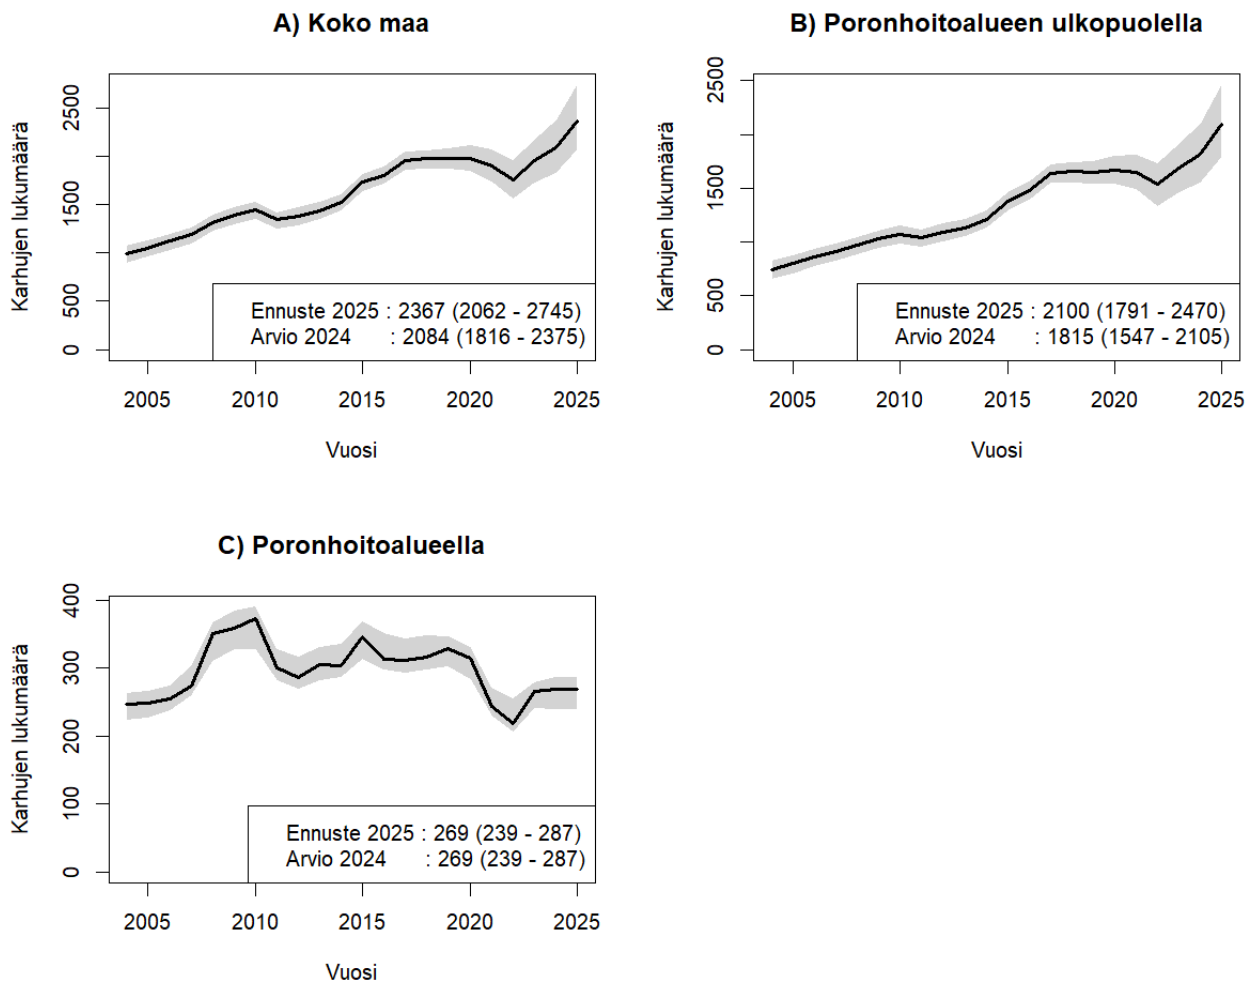 A) Koko maa
Karhujen lukumäärä
2500
1500
500
0
Ennuste 2025 : 2367 (2062 - 2745)
Arvio 2024 : 2084 (1816 - 2375)
2005 2010 2015 2020 2025
Vuosi
B) Poronhoitoalueen ulkopuolella
Karhujen lukumäärä
2500
1500
500
0
Ennuste 2025 : 2100 (1791 - 2470)
Arvio 2024 : 1815 (1547 - 2105)
2005 2010 2015 2020 2025
Vuosi
C) Poronhoitoalueella
Karhujen lukumäärä
400
300
200
100
0
Ennuste 2025 : 269 (239 - 287)
Arvio 2024 : 269 (239 - 287)
2005 2010 2015 2020 2025
Vuosi